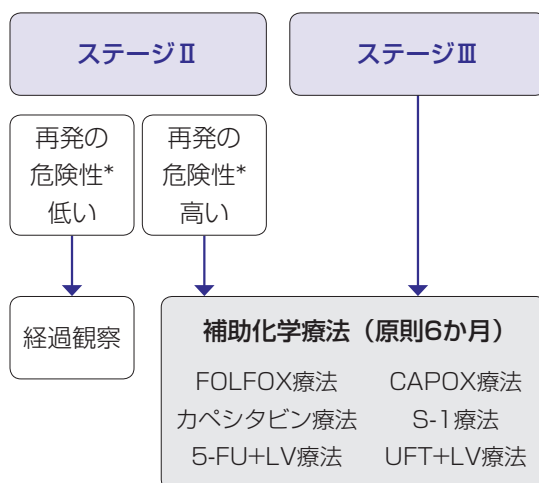 ステージⅡ
ステージⅢ
再発の
危険性*
低い
再発の
危険性*
高い
経過観察
補助化学療法（原則6か月）
FOLFOX療法 CAPOX療法
カペシタビン療法 S-1療法
5-FU+LV療法 UFT+LV療法